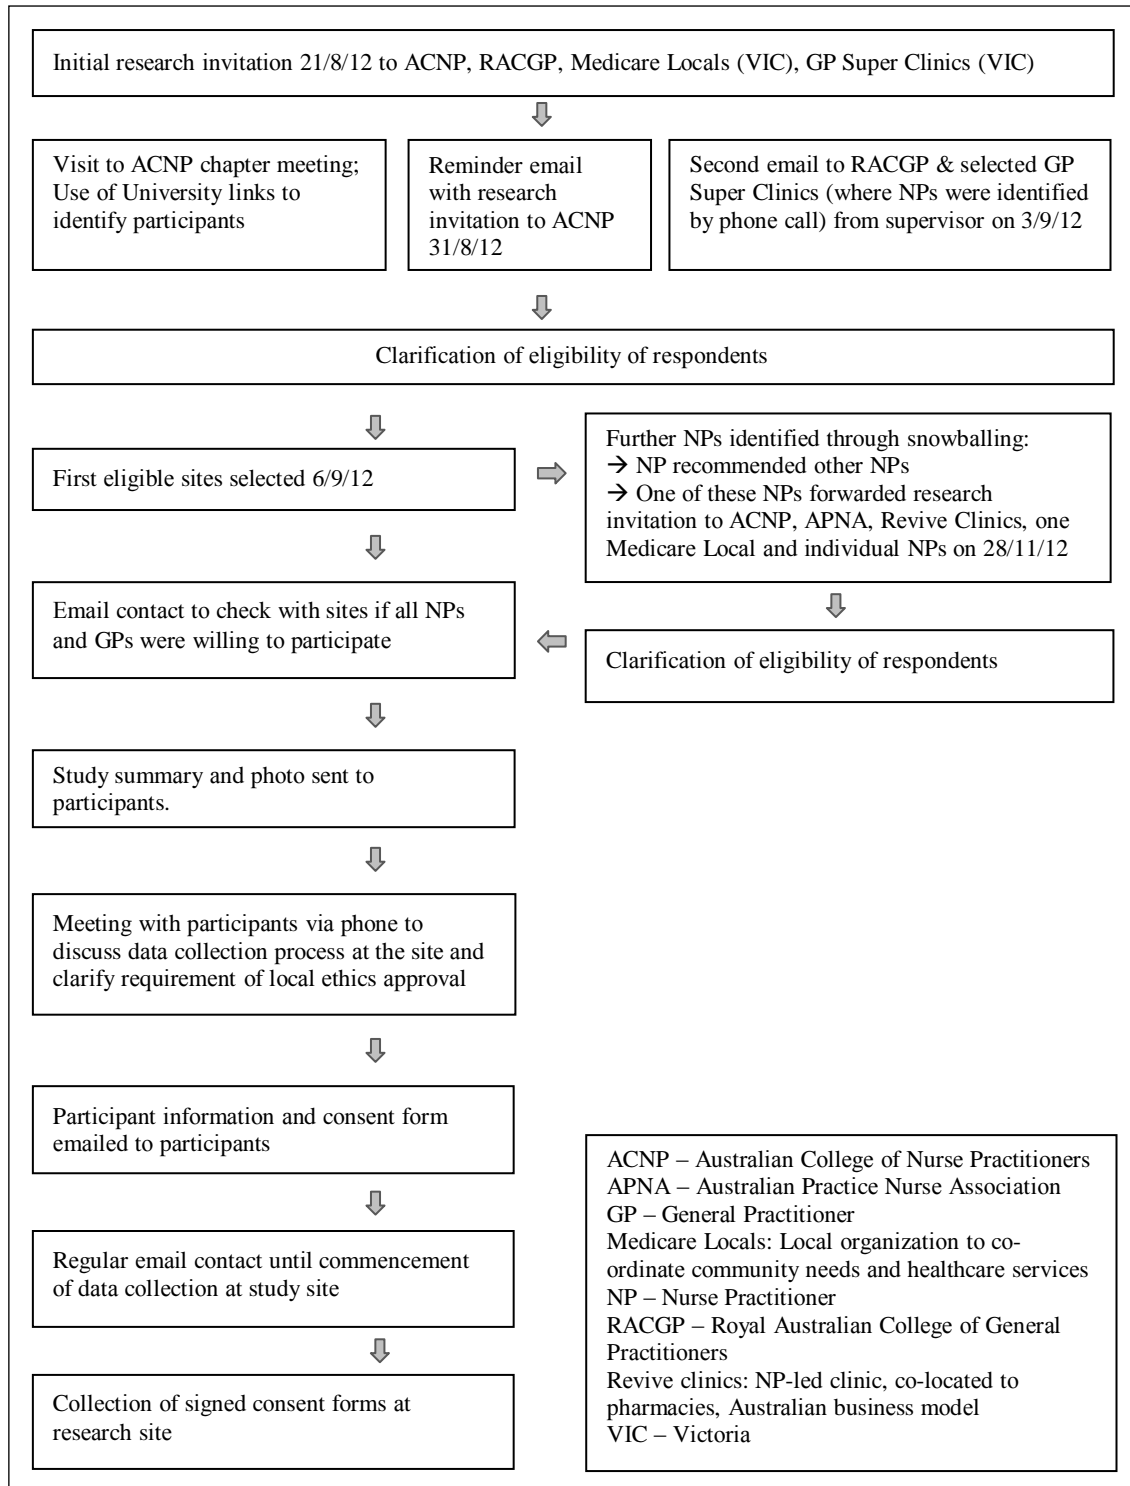 Initial research invitation 21/8/12 to ACNP, RACGP, Medicare Locals (VIC), GP Super Clinics (VIC)
Visit to ACNP chapter meeting;
Use of University links to
identify participants
Reminder email
with research
invitation to ACNP
31/8/12
Second email to RACGP & selected GP
Super Clinics (where NPs were identified
by phone call) from supervisor on 3/9/12
Clarification of eligibility of respondents
First eligible sites selected 6/9/12
Further NPs identified through snowballing:
→ NP recommended other NPs
→ One of these NPs forwarded research
invitation to ACNP, APNA, Revive Clinics, one
Medicare Local and individual NPs on 28/11/12
Email contact to check with sites if all NPs
and GPs were willing to participate
Clarification of eligibility of respondents
Study summary and photo sent to
participants.
Meeting with participants via phone to
discuss data collection process at the site and
clarify requirement of local ethics approval
Participant information and consent form
emailed to participants
Regular email contact until commencement
of data collection at study site
Collection of signed consent forms at
research site
ACNP – Australian College of Nurse Practitioners
APNA – Australian Practice Nurse Association
GP – General Practitioner
Medicare Locals: Local organization to co-
ordinate community needs and healthcare services
NP – Nurse Practitioner
RACGP – Royal Australian College of General
Practitioners
Revive clinics: NP-led clinic, co-located to
pharmacies, Australian business model
VIC – Victoria